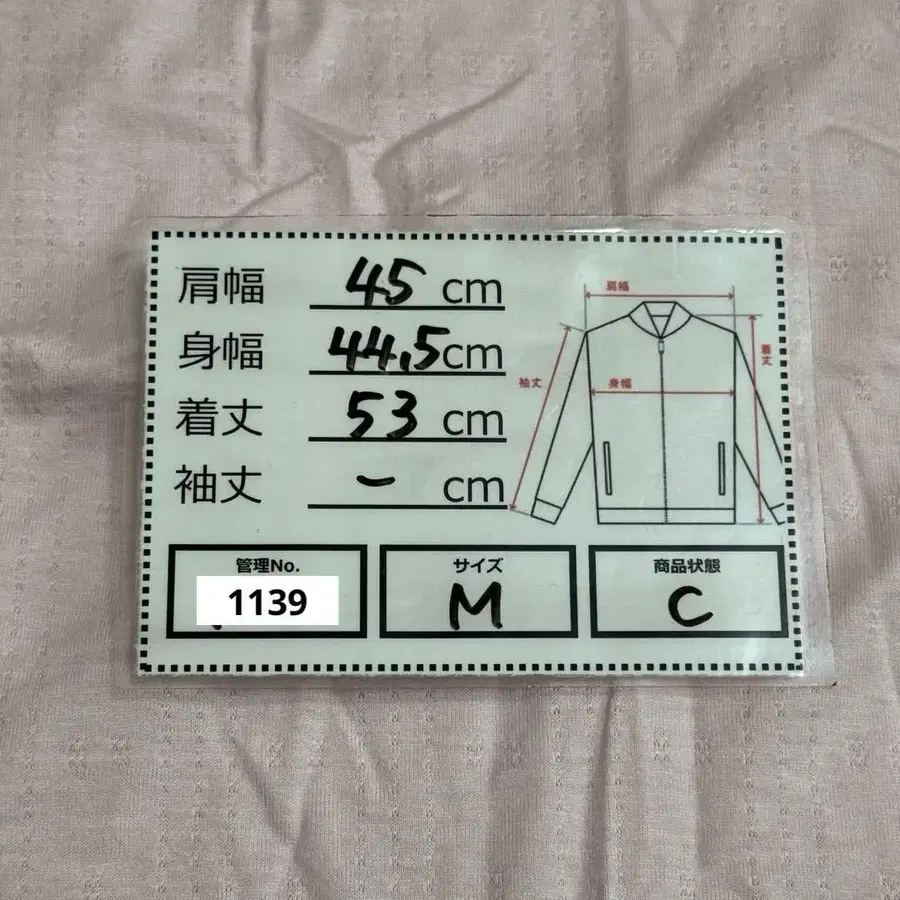 肩幅 45 cm
身幅 44.5cm
着丈 53 cm
袖丈 - cm
肩幅
袖丈
身幅
着丈
管理No.
1139
サイズ
M
商品状態
C